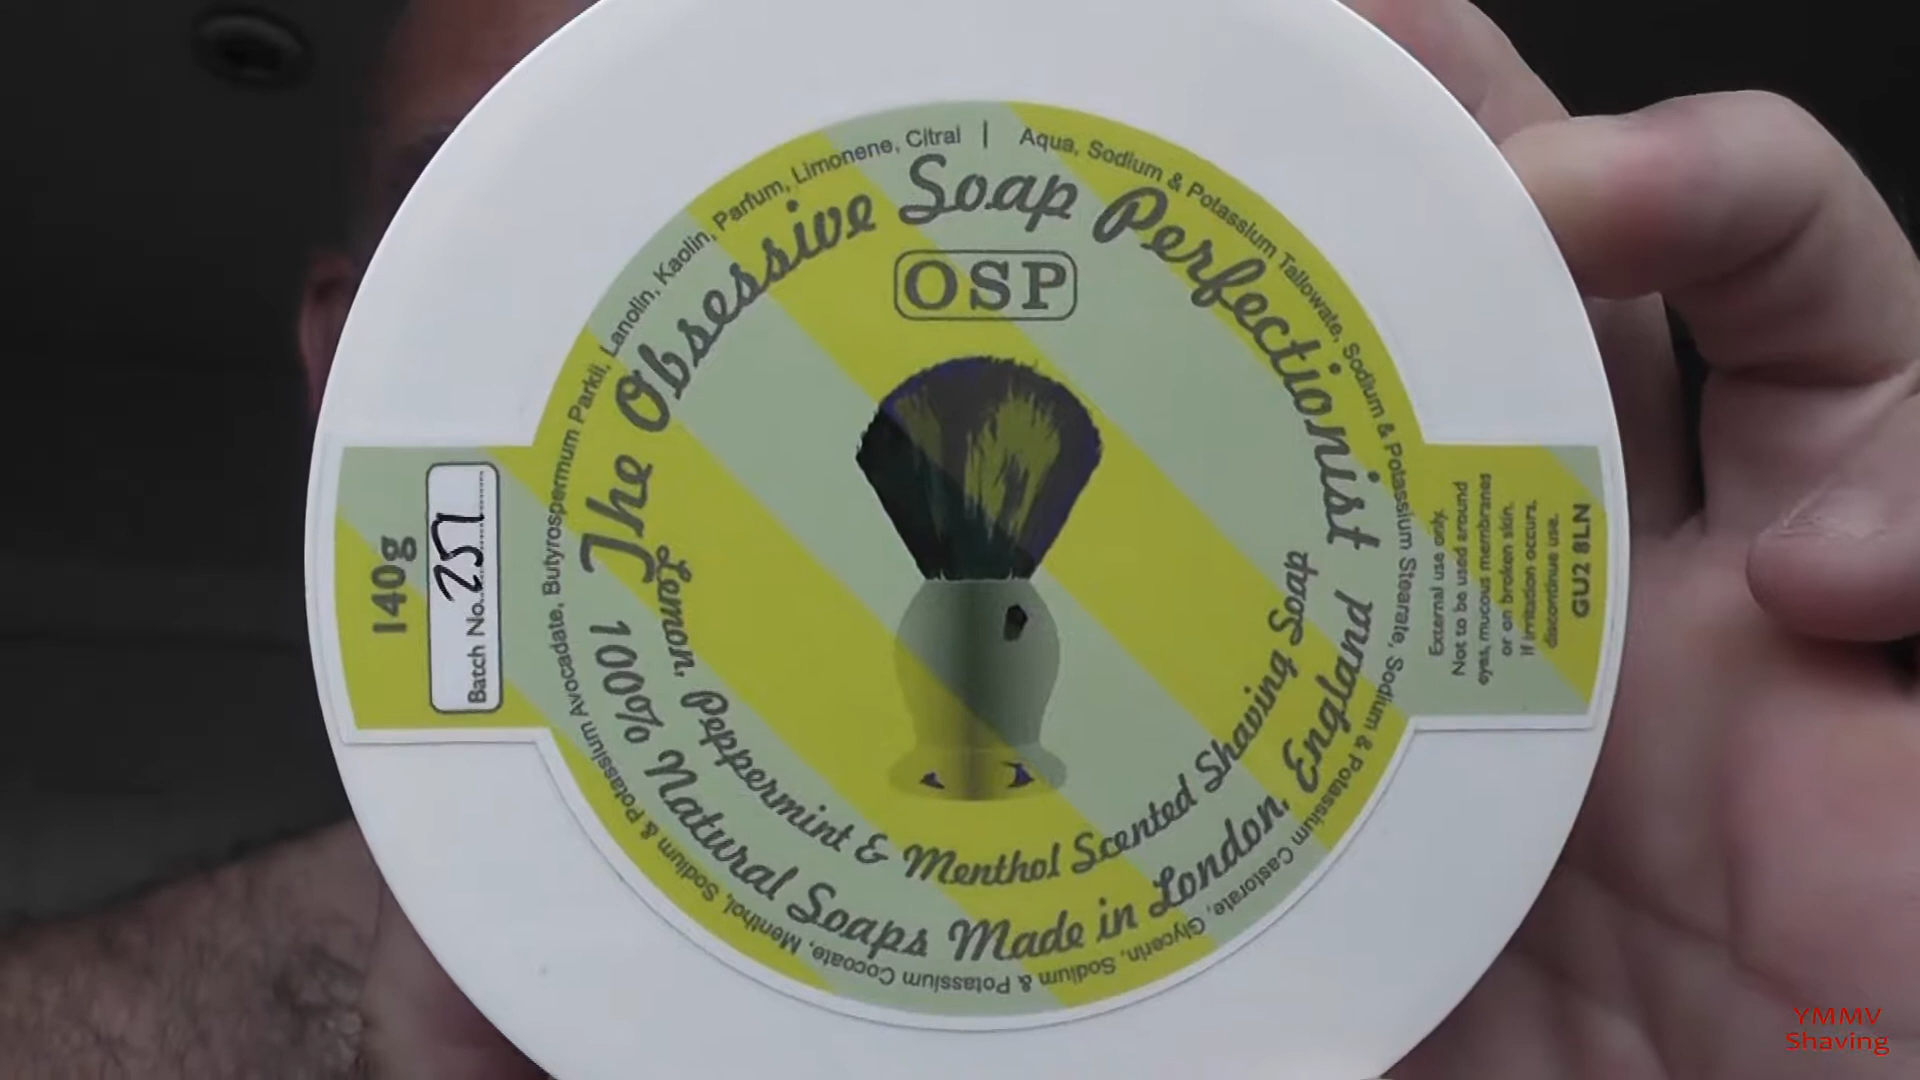 The Obsessive Soap Perfectionist
OSP
Lemon, Peppermint & Menthol Scented Shaving Soap
100% Natural Soaps Made in London, England
Aqua, Sodium & Potassium Tallowate, Sodium & Potassium Stearate, Sodium & Potassium Castorate, Glycerin, Sodium & Potassium Cocoate, Menthol, Sodium & Potassium Avocadate, Butyrospermum Parkii, Lanolin, Kaolin, Parfum, Limonene, Citral |
140g
Batch No. 257
External use only.
Not to be used around
eyes, mucous membranes
or on broken skin.
If irritation occurs,
discontinue use.
GU2 8LN
YMMV
Shaving